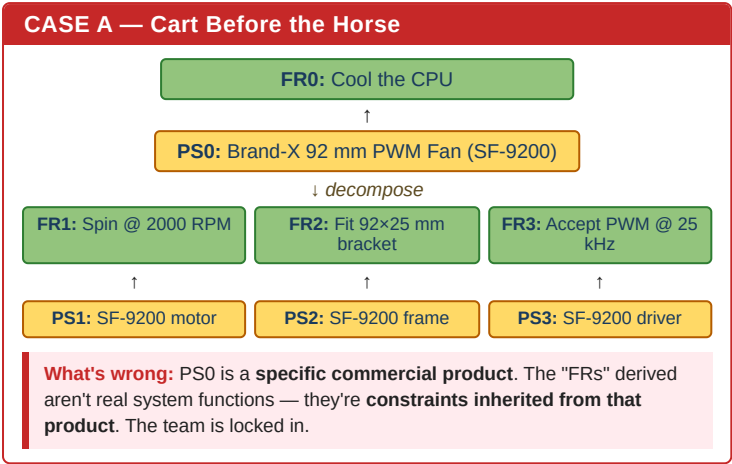 CASE A — Cart Before the Horse
FR0: Cool the CPU
↑
PS0: Brand-X 92 mm PWM Fan (SF-9200)
↓ decompose
FR1: Spin @ 2000 RPM
FR2: Fit 92×25 mm
bracket
FR3: Accept PWM @ 25
kHz
↑ ↑ ↑
PS1: SF-9200 motor
PS2: SF-9200 frame
PS3: SF-9200 driver
What's wrong: PS0 is a specific commercial product. The "FRs" derived
aren't real system functions — they're constraints inherited from that
product. The team is locked in.